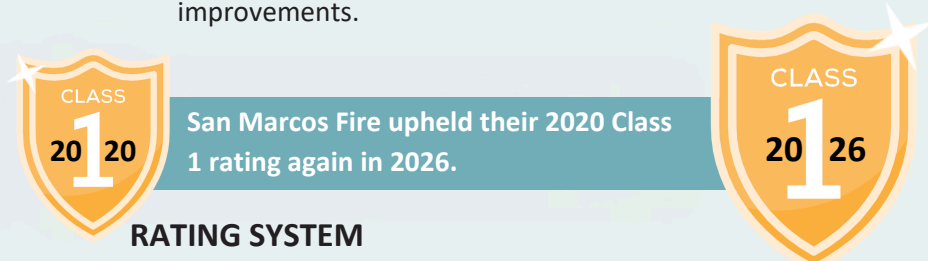 improvements.
CLASS
1
20 20
San Marcos Fire upheld their 2020 Class
1 rating again in 2026.
CLASS
1
20 26
RATING SYSTEM